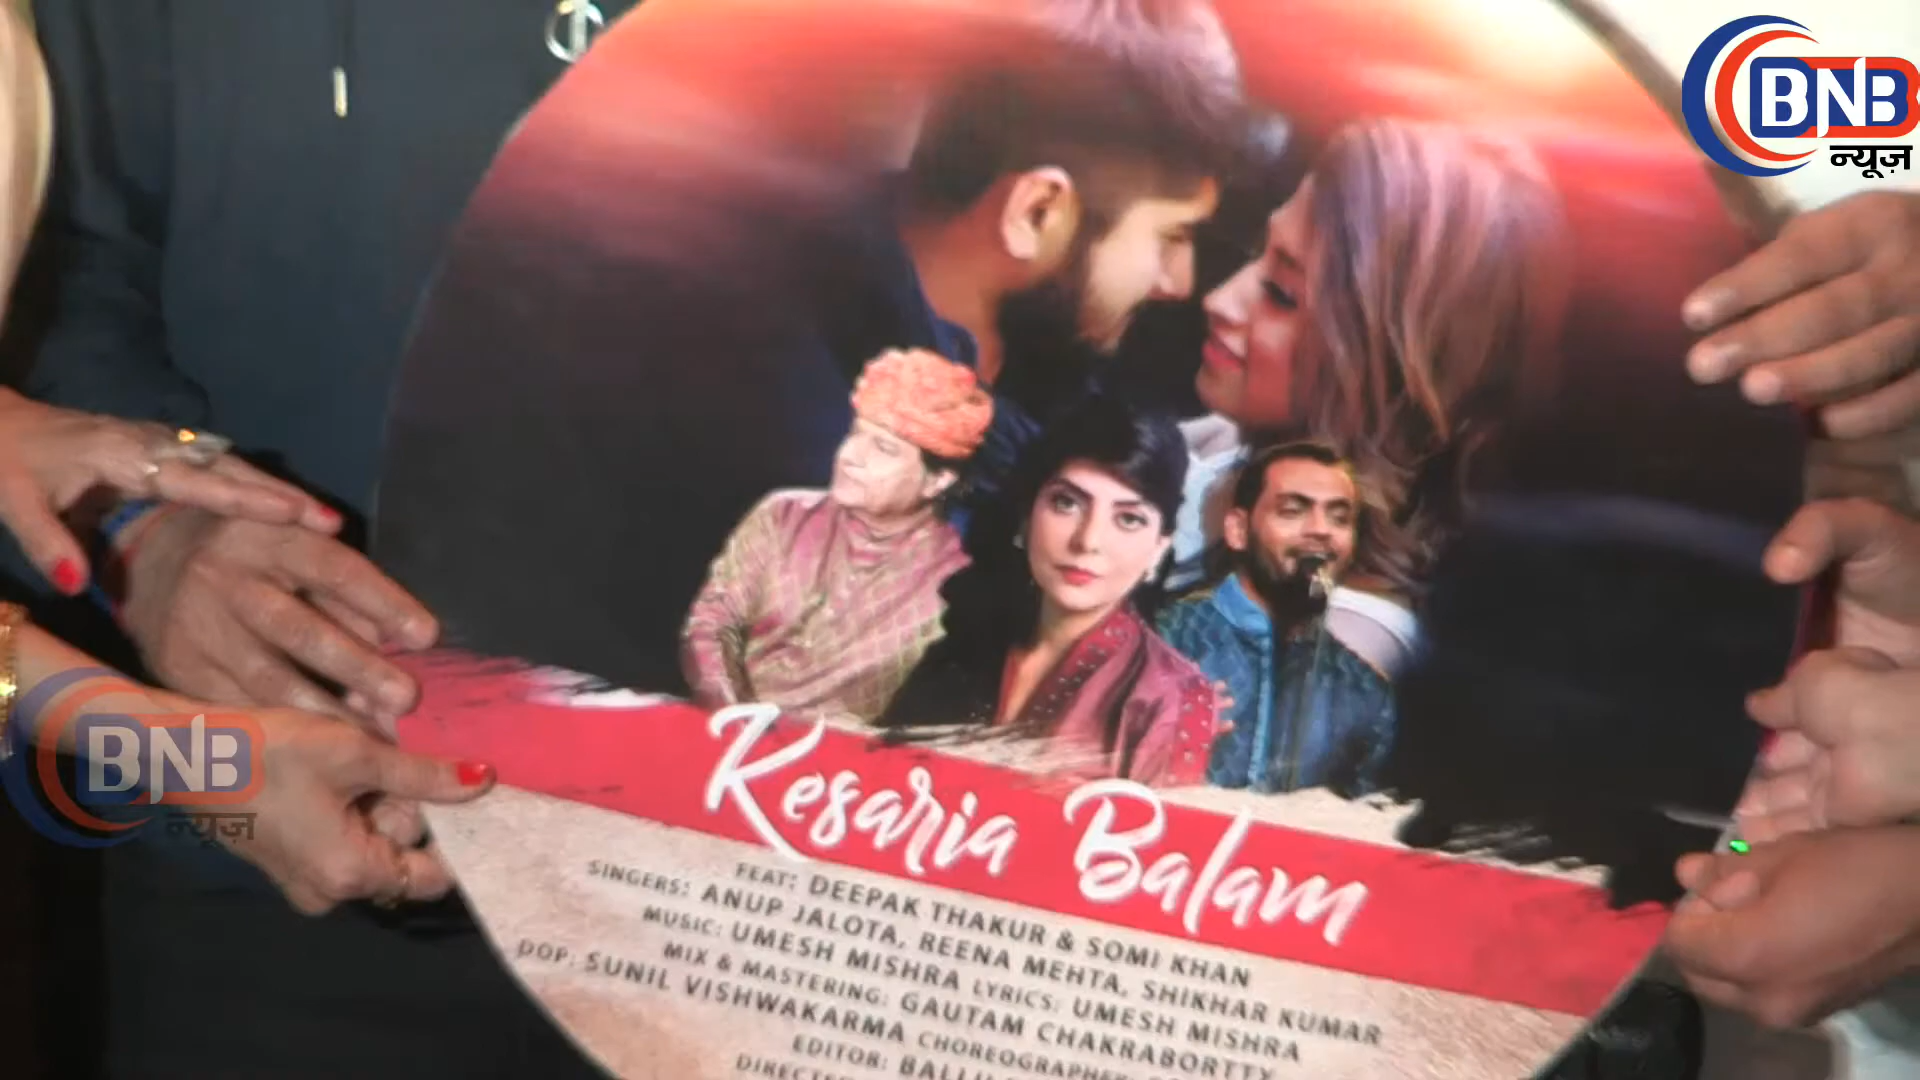 BNB
न्यूज़
Kesaria Balam
FEAT: DEEPAK THAKUR & SOMI KHAN
SINGERS: ANUP JALOTA, REENA MEHTA, SHIKHAR KUMAR
MUSIC: UMESH MISHRA LYRICS: UMESH MISHRA
MIX & MASTERING: GAUTAM CHAKRABORTTY
DOP: SUNIL VISHWAKARMA CHOREOGRAPHER:
EDITOR: BALLU
BNB
न्यूज़